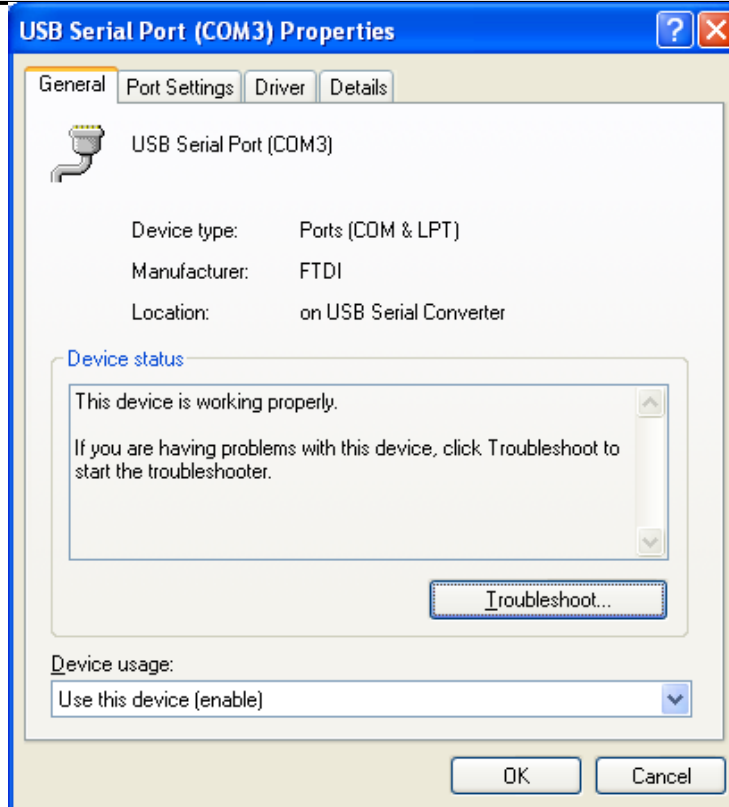 USB Serial Port (COM3) Properties
General Port Settings Driver Details
USB Serial Port (COM3)
Device type: Ports (COM & LPT)
Manufacturer: FTDI
Location: on USB Serial Converter
Device status
This device is working properly.
If you are having problems with this device, click Troubleshoot to
start the troubleshooter.
Troubleshoot...
Device usage:
Use this device (enable)
OK Cancel